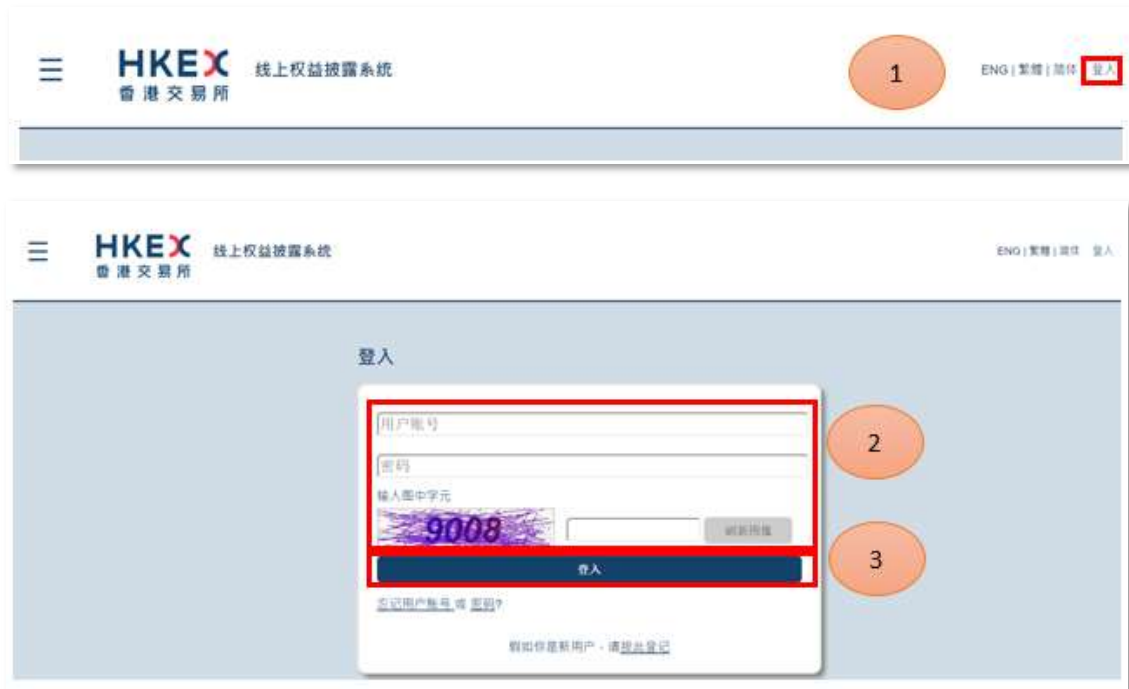 HKEX 线上权益披露系统
香港交易所
1
ENG | 繁體 | 简体 登入
HKEX 线上权益披露系统
香港交易所
ENG | 繁體 | 简体 登入
登入
用户账号
2
密码
输入图中字元
9008 刷新图像
登入
3
忘记用户账号 或 密码?
假如你是新用户 - 请按此登记